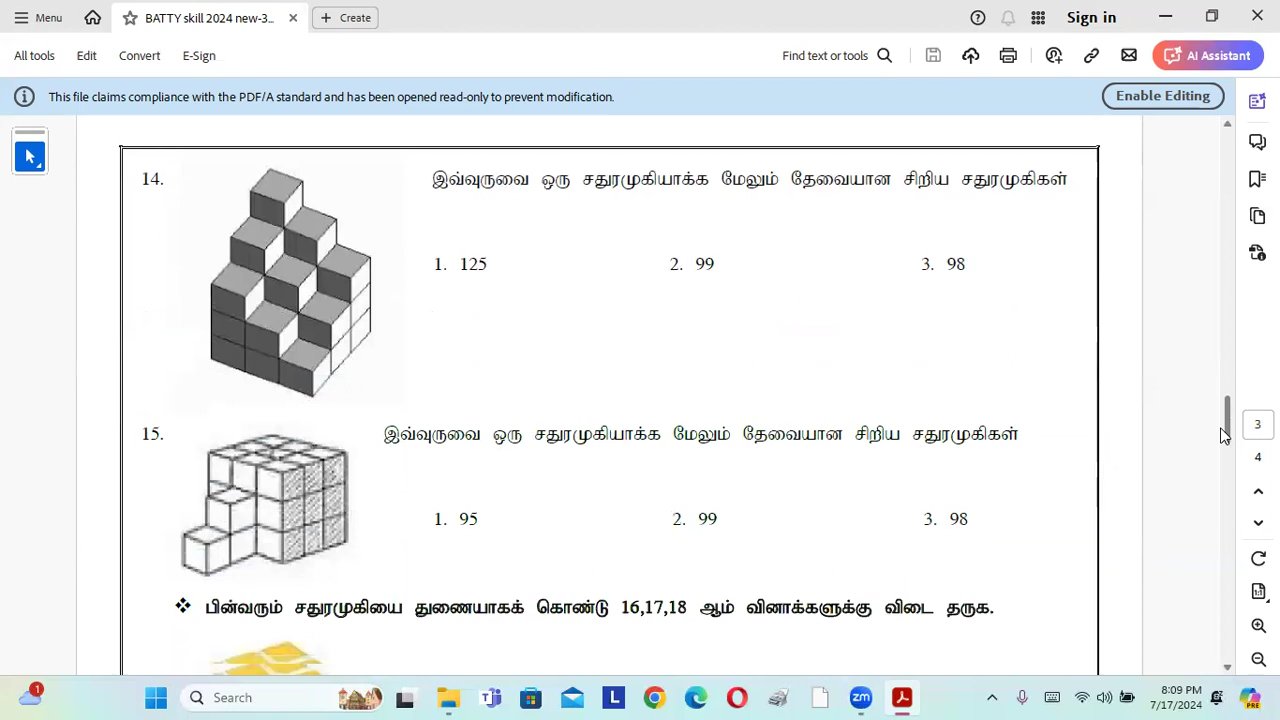 Menu
BATTY skill 2024 new-3...
Create
Sign in
All tools
Edit
Convert
E-Sign
Find text or tools
AI Assistant
This file claims compliance with the PDF/A standard and has been opened read-only to prevent modification.
Enable Editing
14. இவ்வுருவை ஒரு சதுரமுகியாக்க மேலும் தேவையான சிறிய சதுரமுகிகள்
1. 125 2. 99 3. 98
15. இவ்வுருவை ஒரு சதுரமுகியாக்க மேலும் தேவையான சிறிய சதுரமுகிகள்
1. 95 2. 99 3. 98
பின்வரும் சதுரமுகியை துணையாகக் கொண்டு 16,17,18 ஆம் வினாக்களுக்கு விடை தருக.
3
4
1
Search
8:09 PM
7/17/2024
PRE